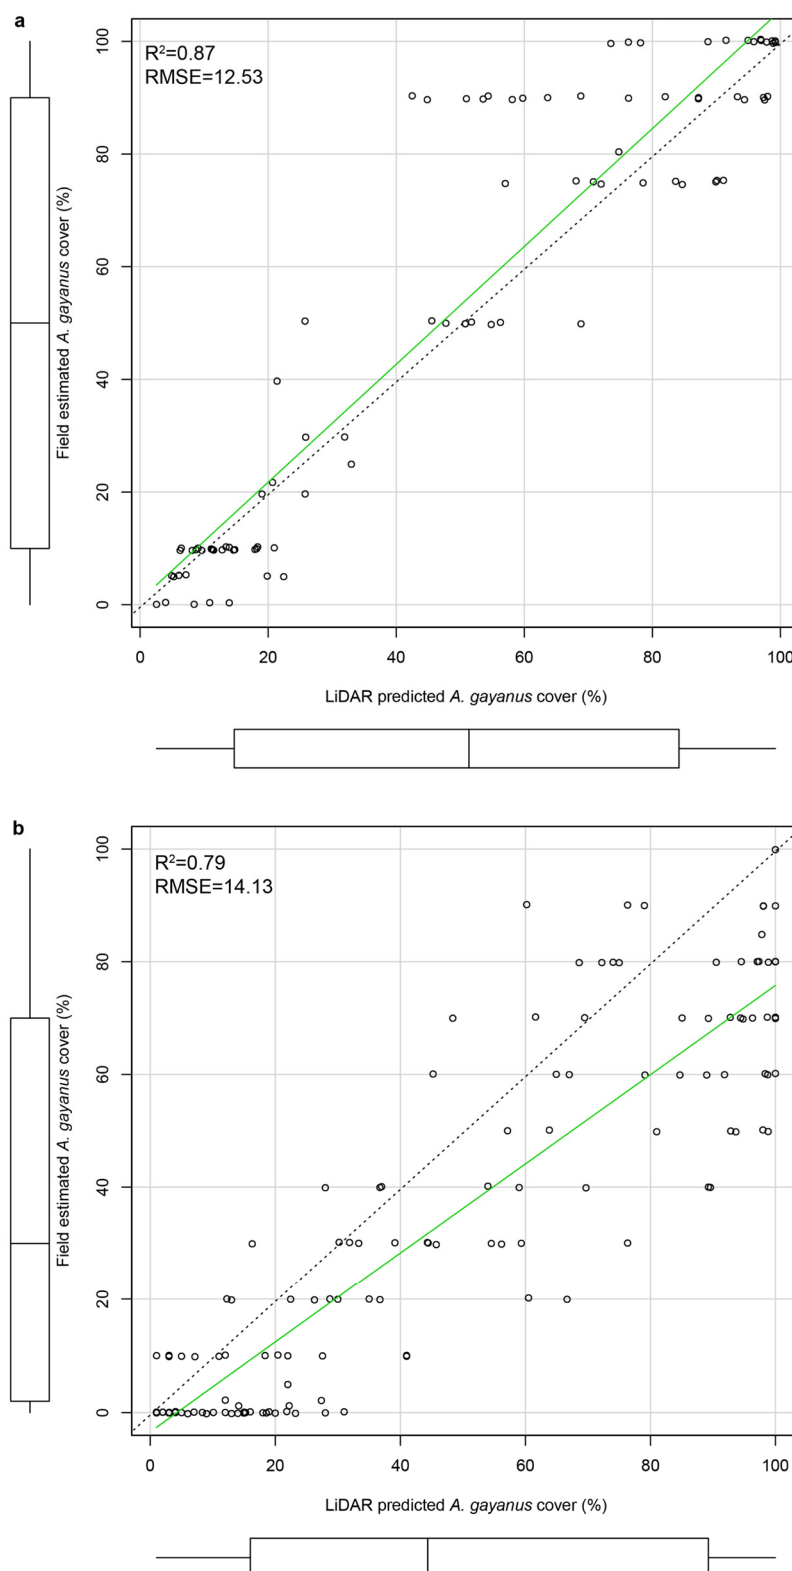 a
R²=0.87
RMSE=12.53
100
80
60
40
20
0
Field estimated A. gayanus cover (%)
0 20 40 60 80 100
LiDAR predicted A. gayanus cover (%)
b
R²=0.79
RMSE=14.13
100
80
60
40
20
0
Field estimated A. gayanus cover (%)
0 20 40 60 80 100
LiDAR predicted A. gayanus cover (%)